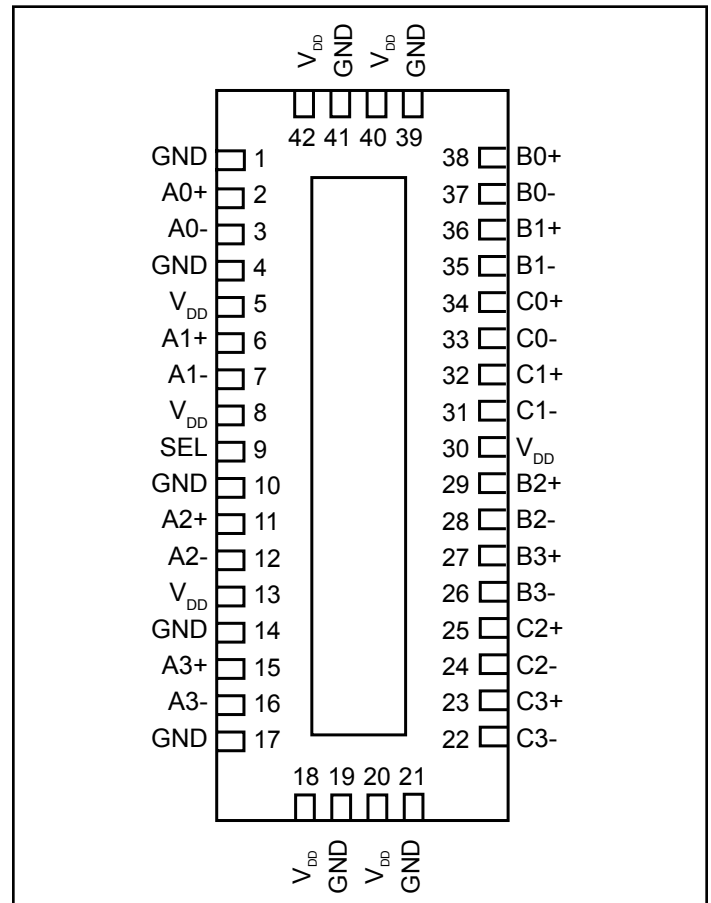 VDD GND VDD GND
42 41 40 39
GND 1 38 B0+
A0+ 2 37 B0-
A0- 3 36 B1+
GND 4 35 B1-
VDD 5 34 C0+
A1+ 6 33 C0-
A1- 7 32 C1+
VDD 8 31 C1-
SEL 9 30 VDD
GND 10 29 B2+
A2+ 11 28 B2-
A2- 12 27 B3+
VDD 13 26 B3-
GND 14 25 C2+
A3+ 15 24 C2-
A3- 16 23 C3+
GND 17 22 C3-
18 19 20 21
VDD GND VDD GND